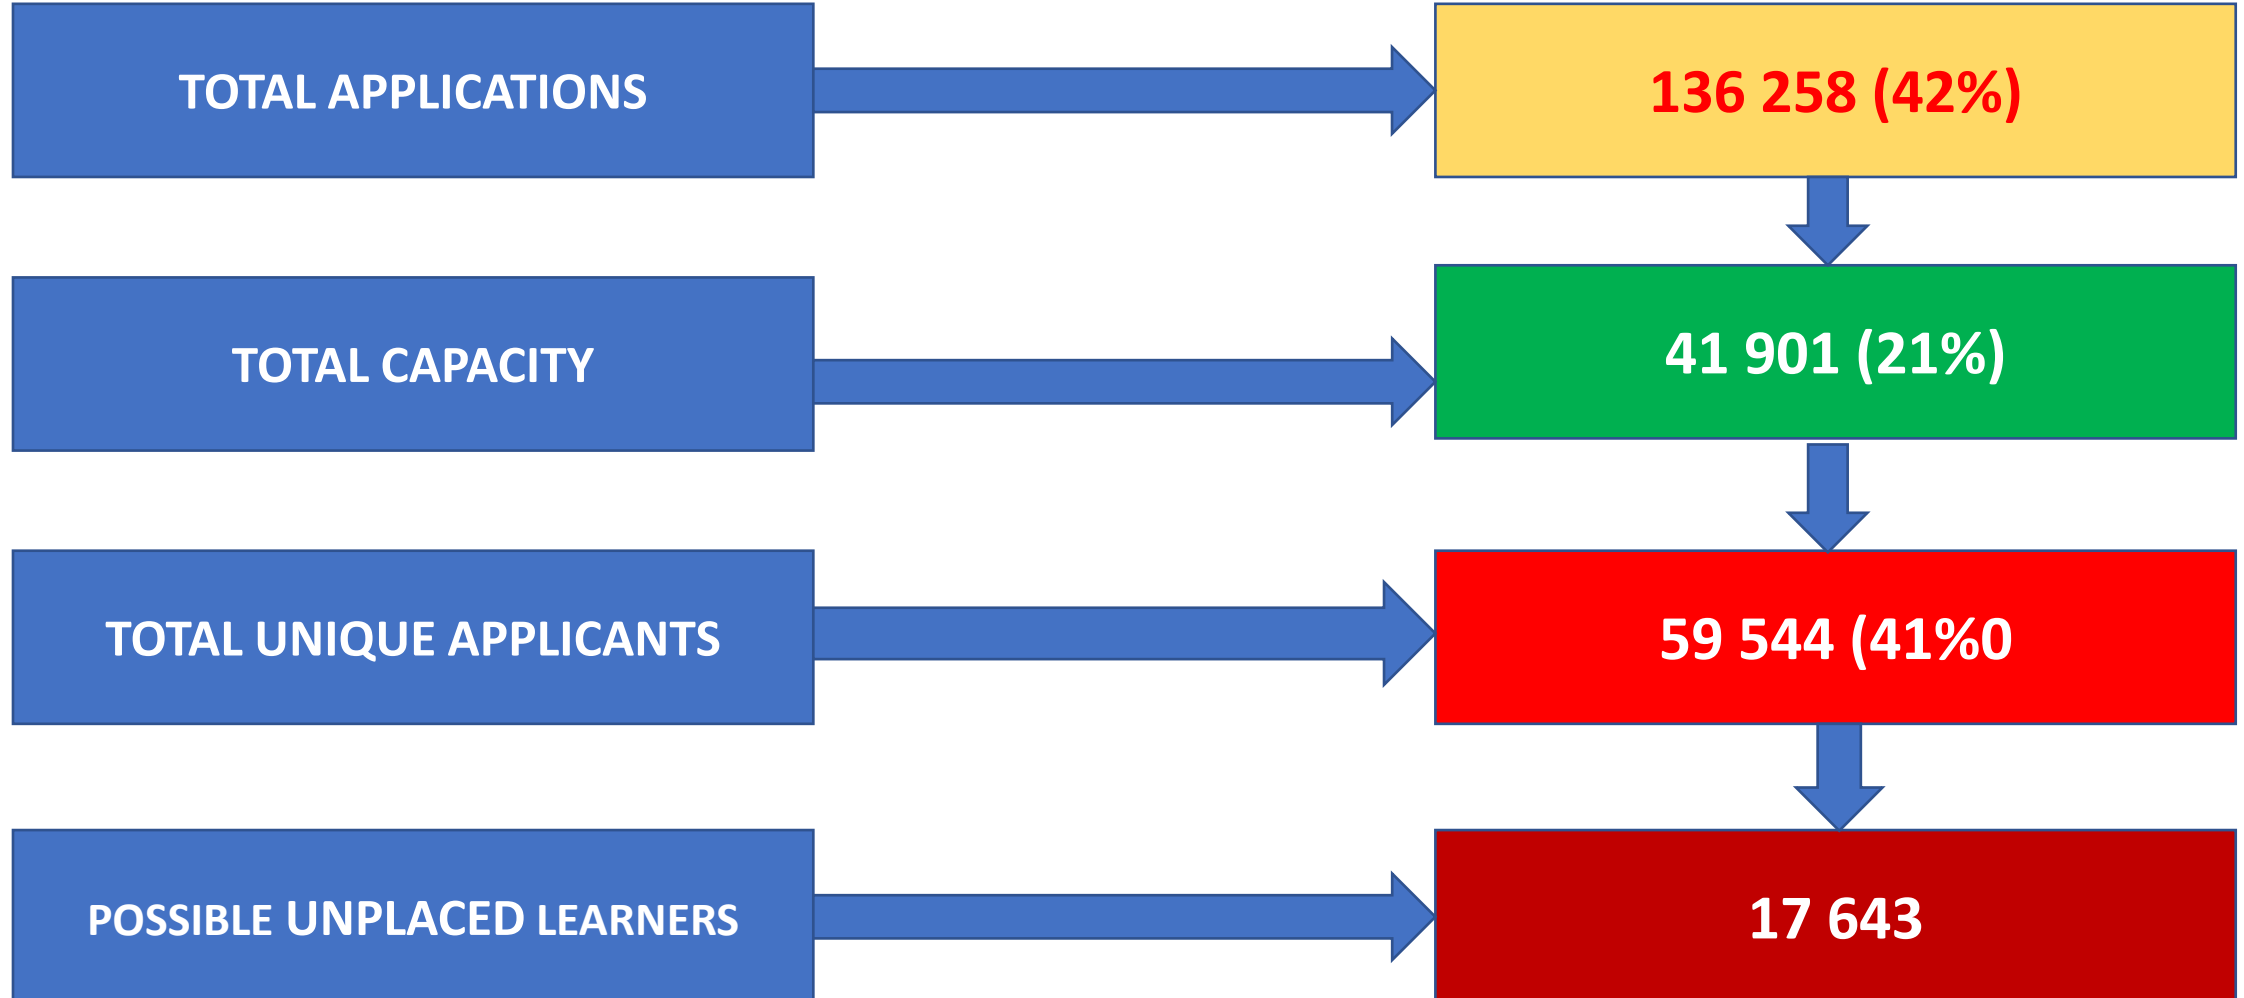 TOTAL APPLICATIONS
136 258 (42%)
TOTAL CAPACITY
41 901 (21%)
TOTAL UNIQUE APPLICANTS
59 544 (41%0
POSSIBLE UNPLACED LEARNERS
17 643